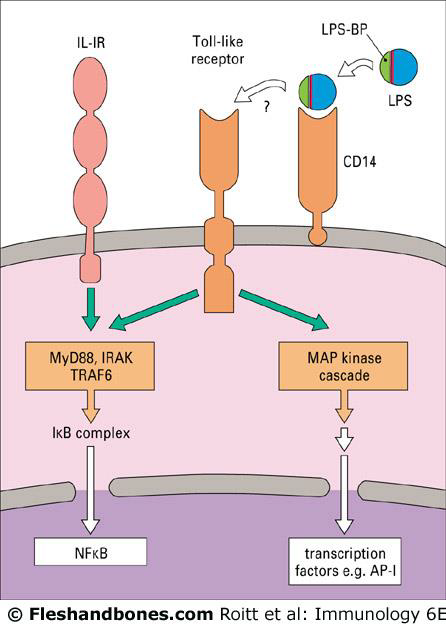 IL-IR
Toll-like
receptor
LPS-BP
LPS
?
CD14
MyD88, IRAK
TRAF6
MAP kinase
cascade
IκB complex
NFκB
transcription
factors e.g. AP-I
© Fleshandbones.com Roitt et al: Immunology 6E